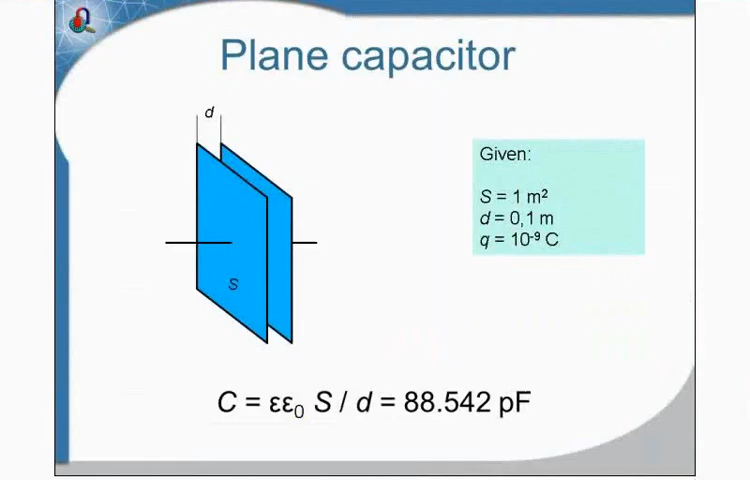 Plane capacitor
d
Given:
S = 1 m²
d = 0,1 m
q = 10⁻⁹ C
S
C = εε₀ S / d = 88.542 pF